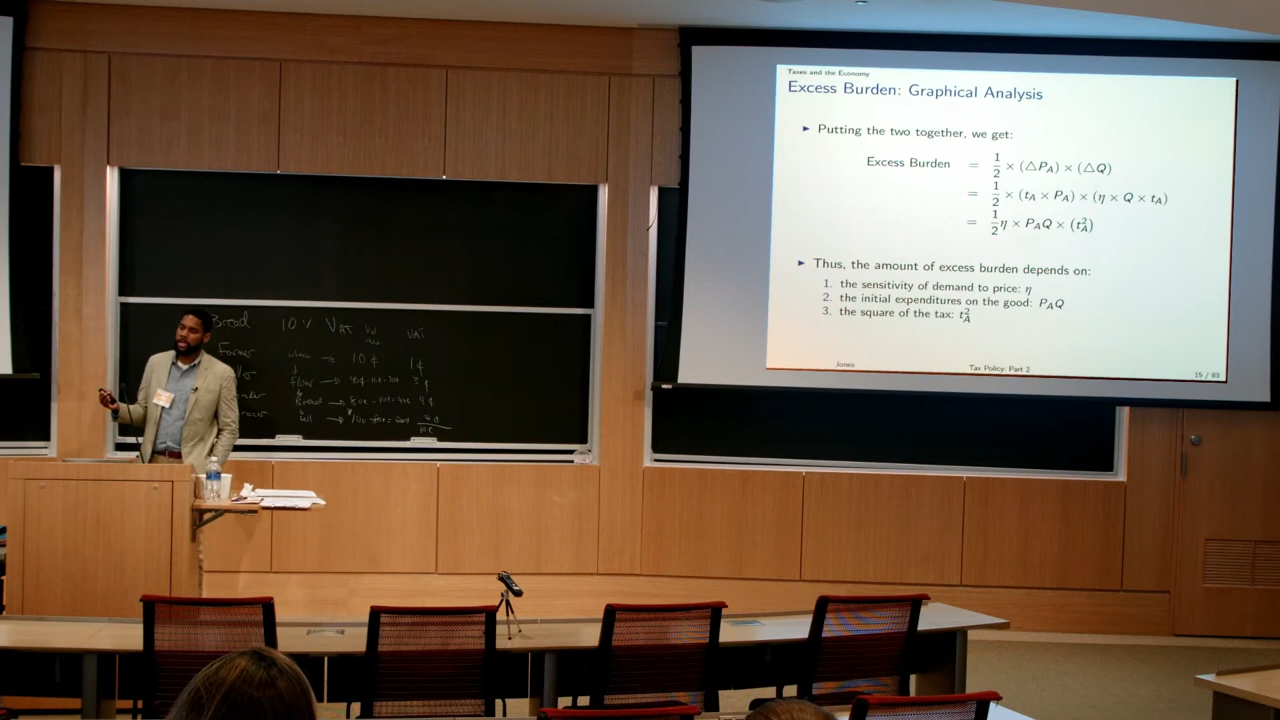 Taxes and the Economy
Excess Burden: Graphical Analysis
▶ Putting the two together, we get:
Excess Burden = 1/2 × (△P_A) × (△Q)
= 1/2 × (t_A × P_A) × (η × Q × t_A)
= 1/2 η × P_A Q × (t_A^2)
▶ Thus, the amount of excess burden depends on:
1. the sensitivity of demand to price: η
2. the initial expenditures on the good: P_A Q
3. the square of the tax: t_A^2
Jones Tax Policy: Part 2 15 / 83
Bread 10% VAT VAT
Farmer → 10¢ 1¢
Flour → 3¢
Bread → 4¢
Sell →